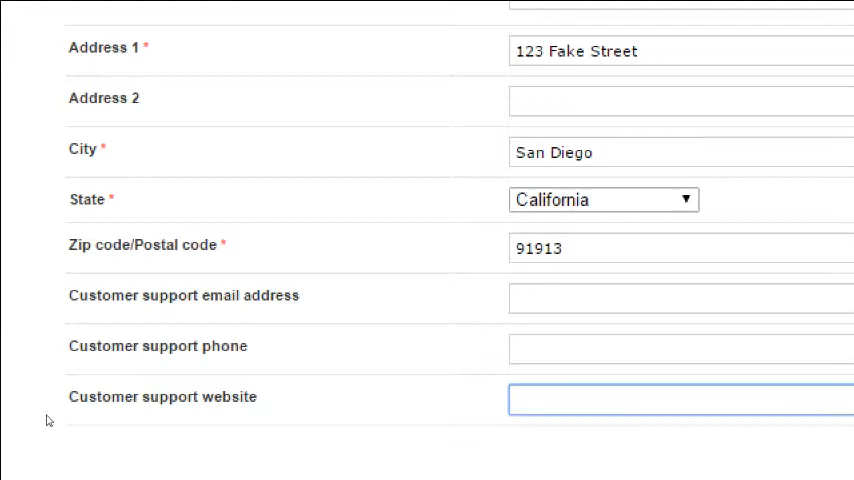 Address 1 *
123 Fake Street
Address 2
City *
San Diego
State *
California
Zip code/Postal code *
91913
Customer support email address
Customer support phone
Customer support website